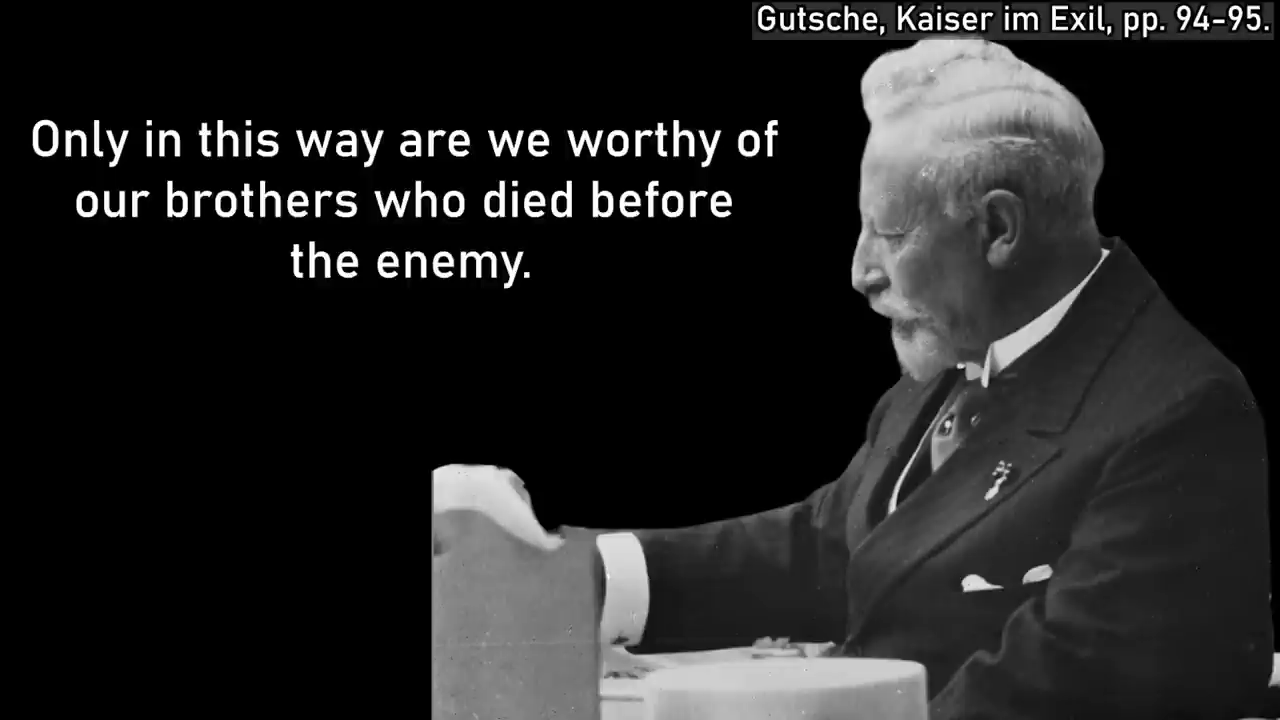 Gutsche, Kaiser im Exil, pp. 94-95.
Only in this way are we worthy of
our brothers who died before
the enemy.